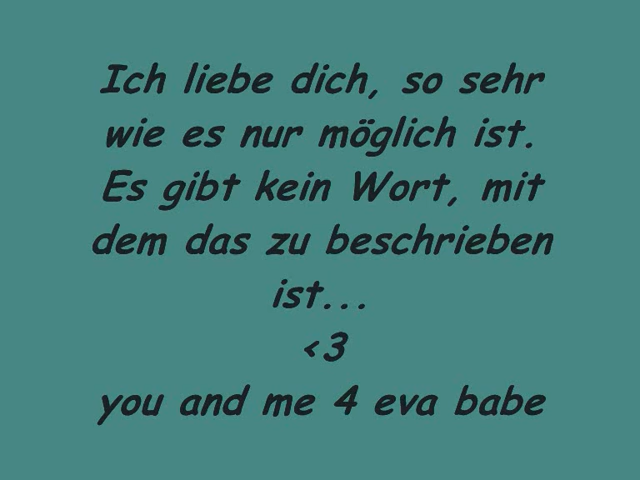 Ich liebe dich, so sehr
wie es nur möglich ist.
Es gibt kein Wort, mit
dem das zu beschrieben
ist...
<3
you and me 4 eva babe